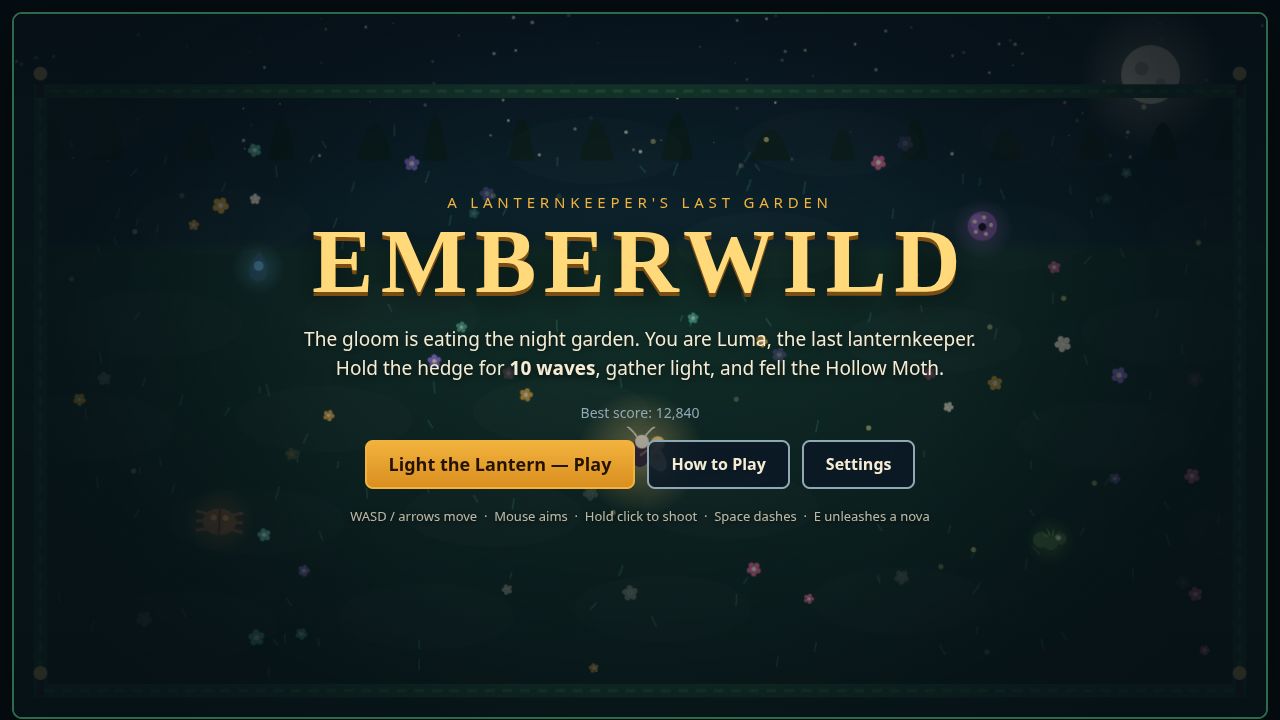 A LANTERNKEEPER'S LAST GARDEN
EMBERWILD
The gloom is eating the night garden. You are Luma, the last lanternkeeper.
Hold the hedge for 10 waves, gather light, and fell the Hollow Moth.
Best score: 12,840
Light the Lantern — Play
How to Play
Settings
WASD / arrows move · Mouse aims · Hold click to shoot · Space dashes · E unleashes a nova